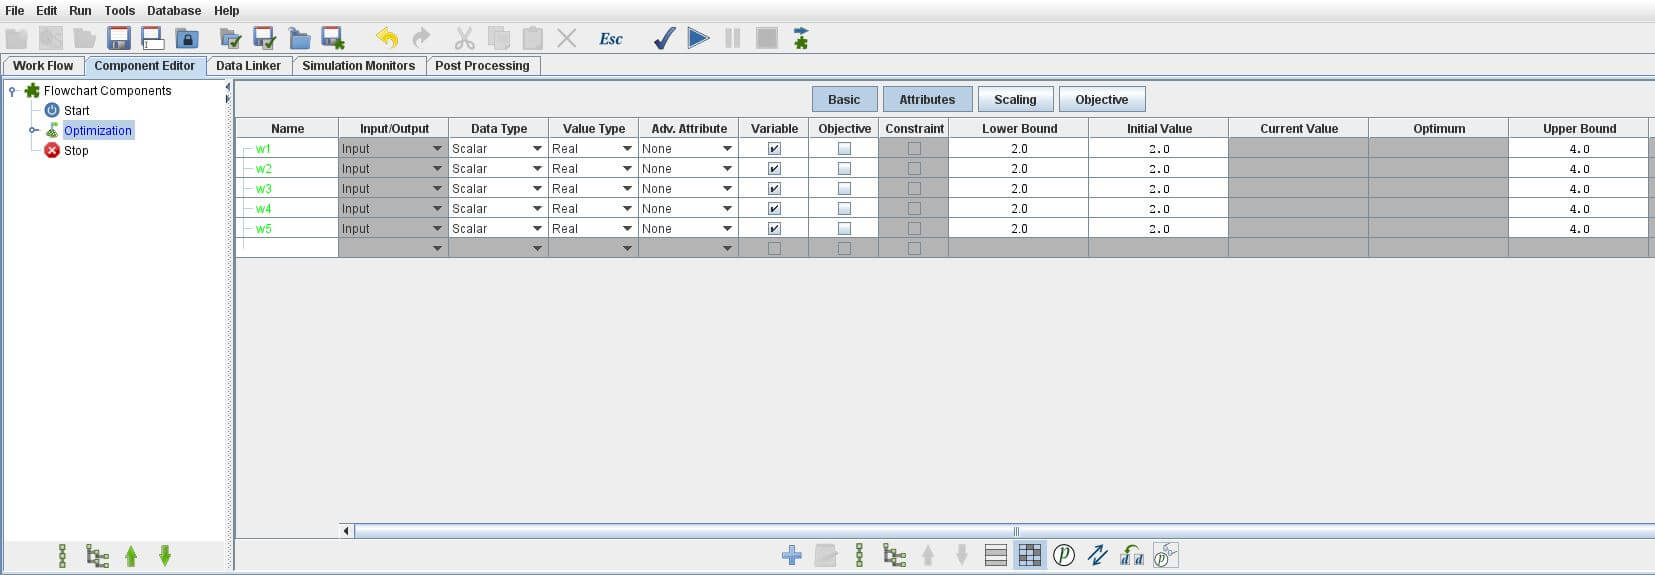 File Edit Run Tools Database Help
Esc
Work Flow Component Editor Data Linker Simulation Monitors Post Processing
Flowchart Components
Start
Optimization
Stop
Basic Attributes Scaling Objective
Name Input/Output Data Type Value Type Adv. Attribute Variable Objective Constraint Lower Bound Initial Value Current Value Optimum Upper Bound
w1 Input Scalar Real None 2.0 2.0 4.0
w2 Input Scalar Real None 2.0 2.0 4.0
w3 Input Scalar Real None 2.0 2.0 4.0
w4 Input Scalar Real None 2.0 2.0 4.0
w5 Input Scalar Real None 2.0 2.0 4.0
p d d p